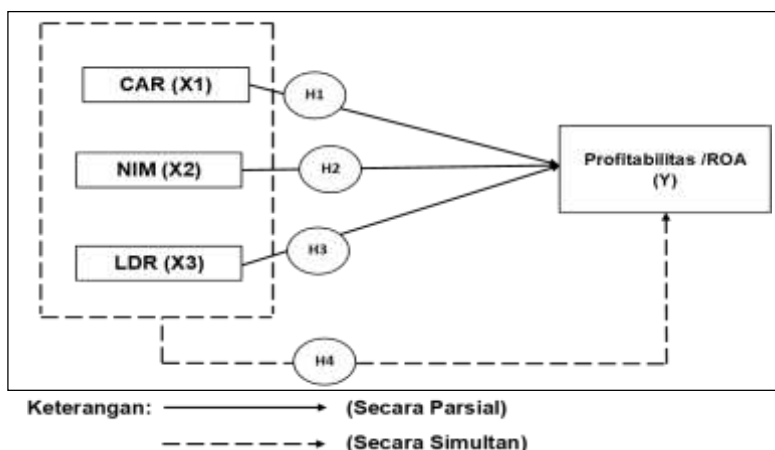 CAR (X1)
H1
NIM (X2)
H2
Profitabilitas /ROA
(Y)
LDR (X3)
H3
H4
Keterangan:
(Secara Parsial)
(Secara Simultan)